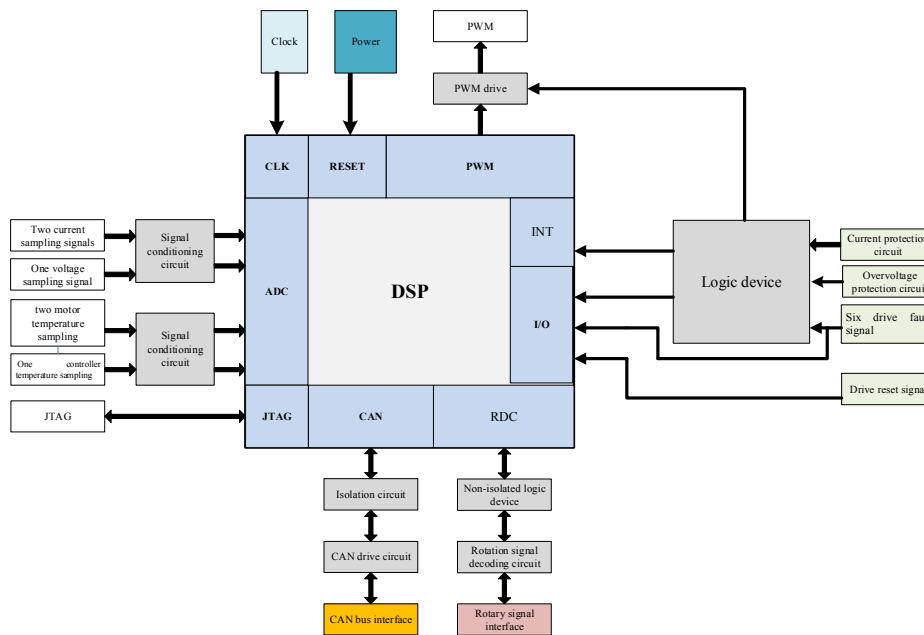 Clock
Power
PWM
PWM drive
CLK
RESET
PWM
Two current
sampling signals
One voltage
sampling signal
Signal
conditioning
circuit
two motor
temperature
sampling
One controller
temperature sampling
Signal
conditioning
circuit
JTAG
ADC
DSP
INT
I/O
JTAG
CAN
RDC
Logic device
Current protection
circuit
Overvoltage
protection circuit
Six drive fau
signal
Drive reset signa
Isolation circuit
CAN drive circuit
CAN bus interface
Non-isolated logic
device
Rotation signal
decoding circuit
Rotary signal
interface